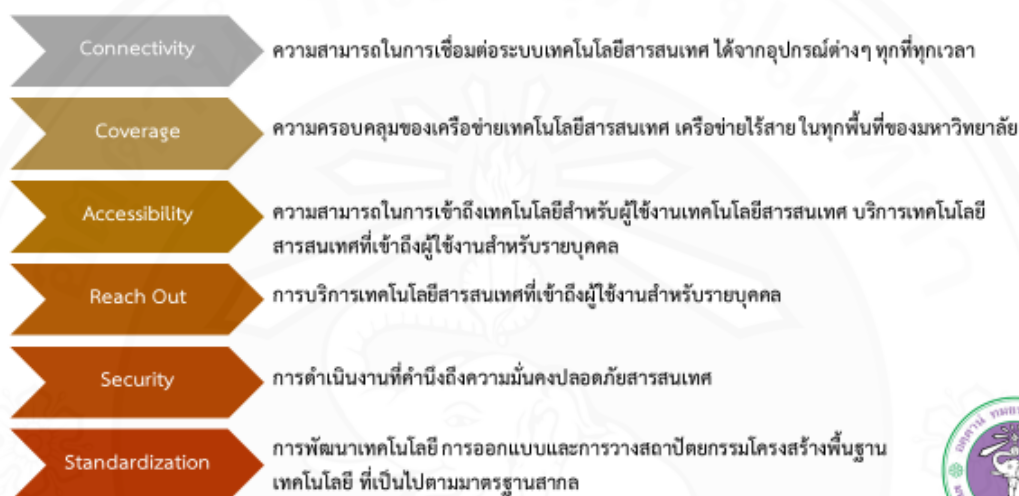 Connectivity
ความสามารถในการเชื่อมต่อระบบเทคโนโลยีสารสนเทศ ได้จากอุปกรณ์ต่างๆ ทุกที่ทุกเวลา
Coverage
ความครอบคลุมของเครือข่ายเทคโนโลยีสารสนเทศ เครือข่ายไร้สาย ในทุกพื้นที่ของมหาวิทยาลัย
Accessibility
ความสามารถในการเข้าถึงเทคโนโลยีสำหรับผู้ใช้งานเทคโนโลยีสารสนเทศ บริการเทคโนโลยี
สารสนเทศที่เข้าถึงผู้ใช้งานสำหรับรายบุคคล
Reach Out
การบริการเทคโนโลยีสารสนเทศที่เข้าถึงผู้ใช้งานสำหรับรายบุคคล
Security
การดำเนินงานที่คำนึงถึงความมั่นคงปลอดภัยสารสนเทศ
Standardization
การพัฒนาเทคโนโลยี การออกแบบและการวางสถาปัตยกรรมโครงสร้างพื้นฐาน
เทคโนโลยี ที่เป็นไปตามมาตรฐานสากล